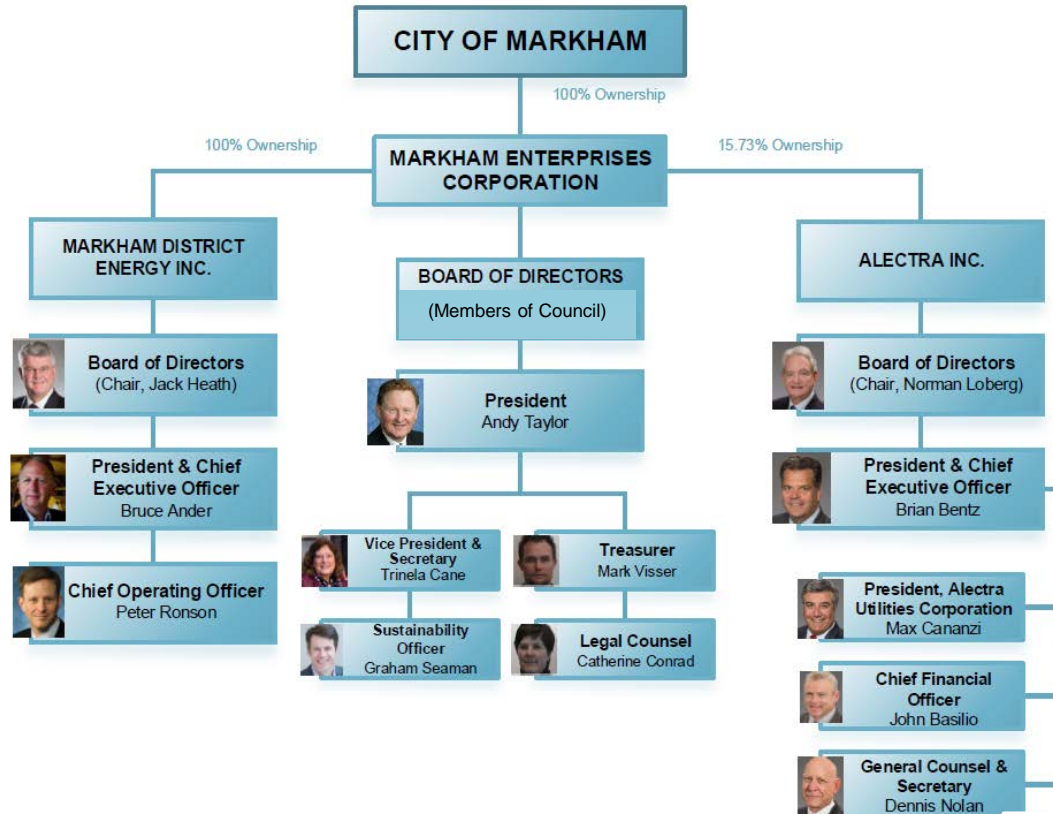 CITY OF MARKHAM
100% Ownership
100% Ownership
MARKHAM ENTERPRISES
CORPORATION
15.73% Ownership
MARKHAM DISTRICT
ENERGY INC.
Board of Directors
(Chair, Jack Heath)
President & Chief
Executive Officer
Bruce Ander
Chief Operating Officer
Peter Ronson
BOARD OF DIRECTORS
(Members of Council)
President
Andy Taylor
Vice President &
Secretary
Trinela Cane
Treasurer
Mark Visser
Sustainability
Officer
Graham Seaman
Legal Counsel
Catherine Conrad
ALECTRA INC.
Board of Directors
(Chair, Norman Loberg)
President & Chief
Executive Officer
Brian Bentz
President, Alectra
Utilities Corporation
Max Cananzi
Chief Financial
Officer
John Basilio
General Counsel &
Secretary
Dennis Nolan